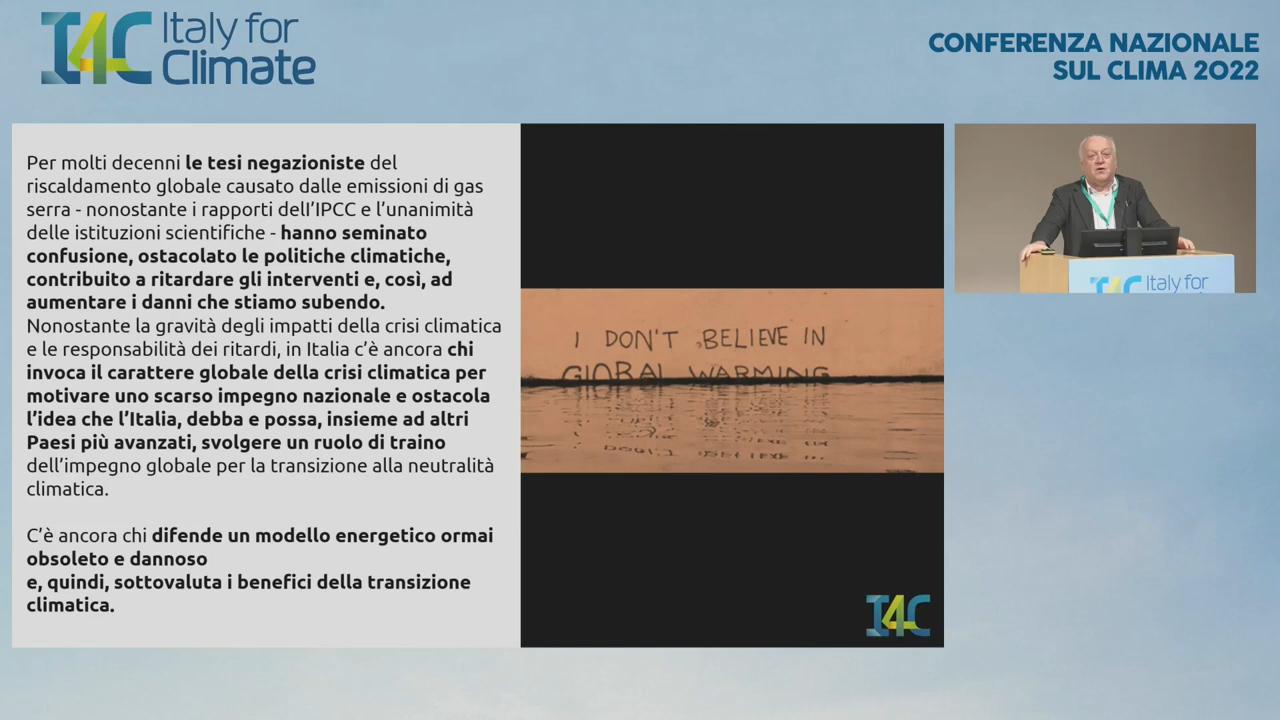 I4C Italy for
Climate
CONFERENZA NAZIONALE
SUL CLIMA 2022
Per molti decenni le tesi negazioniste del
riscaldamento globale causato dalle emissioni di gas
serra - nonostante i rapporti dell'IPCC e l'unanimità
delle istituzioni scientifiche - hanno seminato
confusione, ostacolato le politiche climatiche,
contribuito a ritardare gli interventi e, così, ad
aumentare i danni che stiamo subendo.
Nonostante la gravità degli impatti della crisi climatica
e le responsabilità dei ritardi, in Italia c'è ancora chi
invoca il carattere globale della crisi climatica per
motivare uno scarso impegno nazionale e ostacola
l'idea che l'Italia, debba e possa, insieme ad altri
Paesi più avanzati, svolgere un ruolo di traino
dell'impegno globale per la transizione alla neutralità
climatica.
C'è ancora chi difende un modello energetico ormai
obsoleto e dannoso
e, quindi, sottovaluta i benefici della transizione
climatica.
I DON'T BELIEVE IN
GLOBAL WARMING
I4C
I4C Italy for